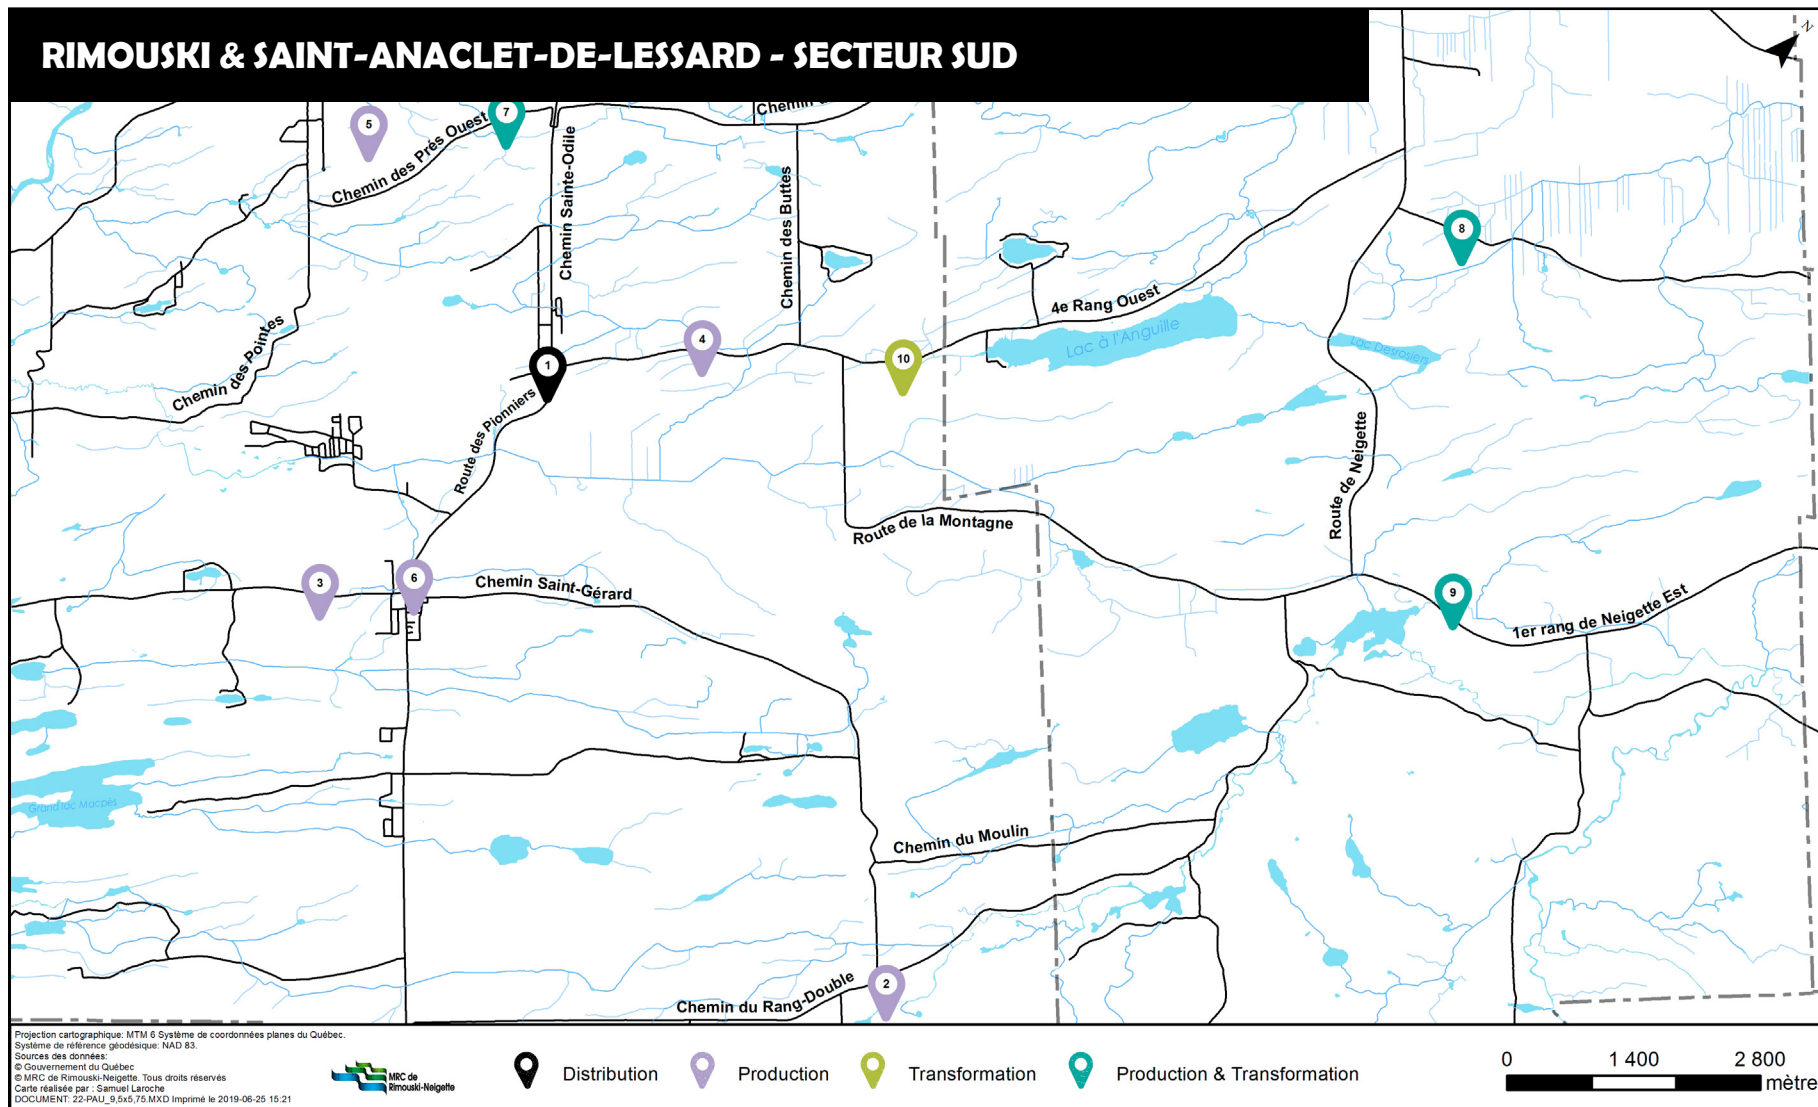 RIMOUSKI & SAINT-ANACLET-DE-LESSARD - SECTEUR SUD
N
5
7
Chemin des Prés Ouest
Chemin Sainte-Odile
Chemin
Chemin des Buttes
8
4e Rang Ouest
Lac à l'Anguille
Lac Desrosiers
Chemin des Pointes
1
4
10
Route des Pionniers
Route de Neigette
Route de la Montagne
3
6
Chemin Saint-Gérard
9
1er rang de Neigette Est
Grand lac Macpès
Chemin du Moulin
2
Chemin du Rang-Double
Projection cartographique: MTM 6 Système de coordonnées planes du Québec.
Système de référence géodésique: NAD 83.
Sources des données:
© Gouvernement du Québec
© MRC de Rimouski-Neigette. Tous droits réservés
Carte réalisée par : Samuel Laroche
DOCUMENT: 22-PAU_9,5x5,75.MXD Imprimé le 2019-06-25 15:21
MRC de
Rimouski-Neigette
Distribution
Production
Transformation
Production & Transformation
0 1 400 2 800
mètre